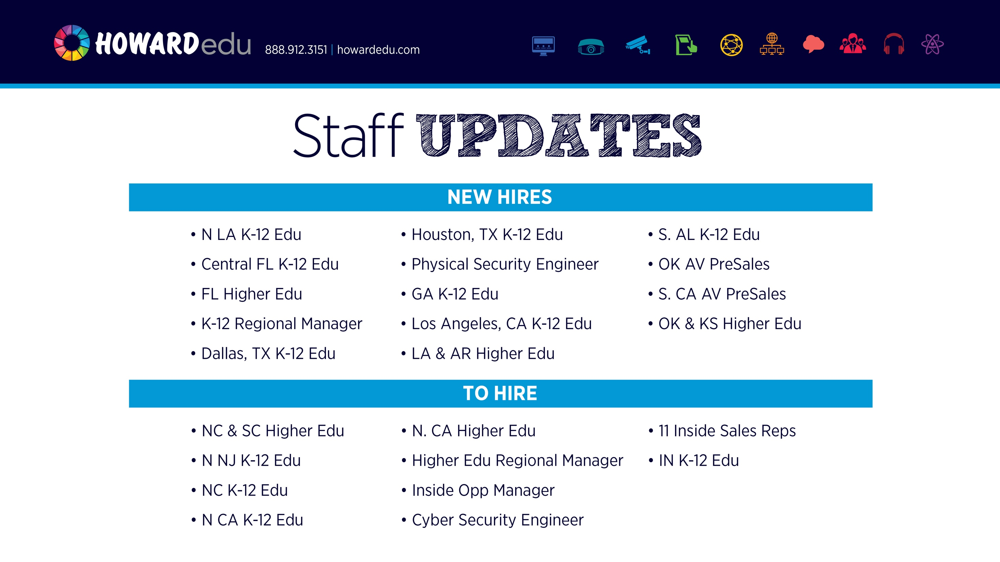 HOWARD edu 888.912.3151 | howardedu.com
Staff UPDATES
NEW HIRES
• N LA K-12 Edu
• Central FL K-12 Edu
• FL Higher Edu
• K-12 Regional Manager
• Dallas, TX K-12 Edu
• Houston, TX K-12 Edu
• Physical Security Engineer
• GA K-12 Edu
• Los Angeles, CA K-12 Edu
• LA & AR Higher Edu
• S. AL K-12 Edu
• OK AV PreSales
• S. CA AV PreSales
• OK & KS Higher Edu
TO HIRE
• NC & SC Higher Edu
• N NJ K-12 Edu
• NC K-12 Edu
• N CA K-12 Edu
• N. CA Higher Edu
• Higher Edu Regional Manager
• Inside Opp Manager
• Cyber Security Engineer
• 11 Inside Sales Reps
• IN K-12 Edu